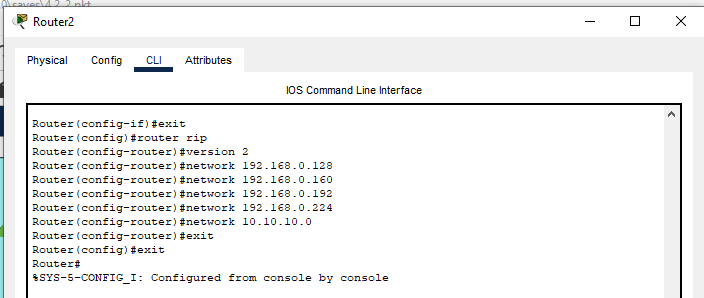 0\saves\4.2_2.pkt
Router2
Physical Config CLI Attributes
IOS Command Line Interface
Router(config-if)#exit
Router(config)#router rip
Router(config-router)#version 2
Router(config-router)#network 192.168.0.128
Router(config-router)#network 192.168.0.160
Router(config-router)#network 192.168.0.192
Router(config-router)#network 192.168.0.224
Router(config-router)#network 10.10.10.0
Router(config-router)#exit
Router(config)#exit
Router#
%SYS-5-CONFIG_I: Configured from console by console